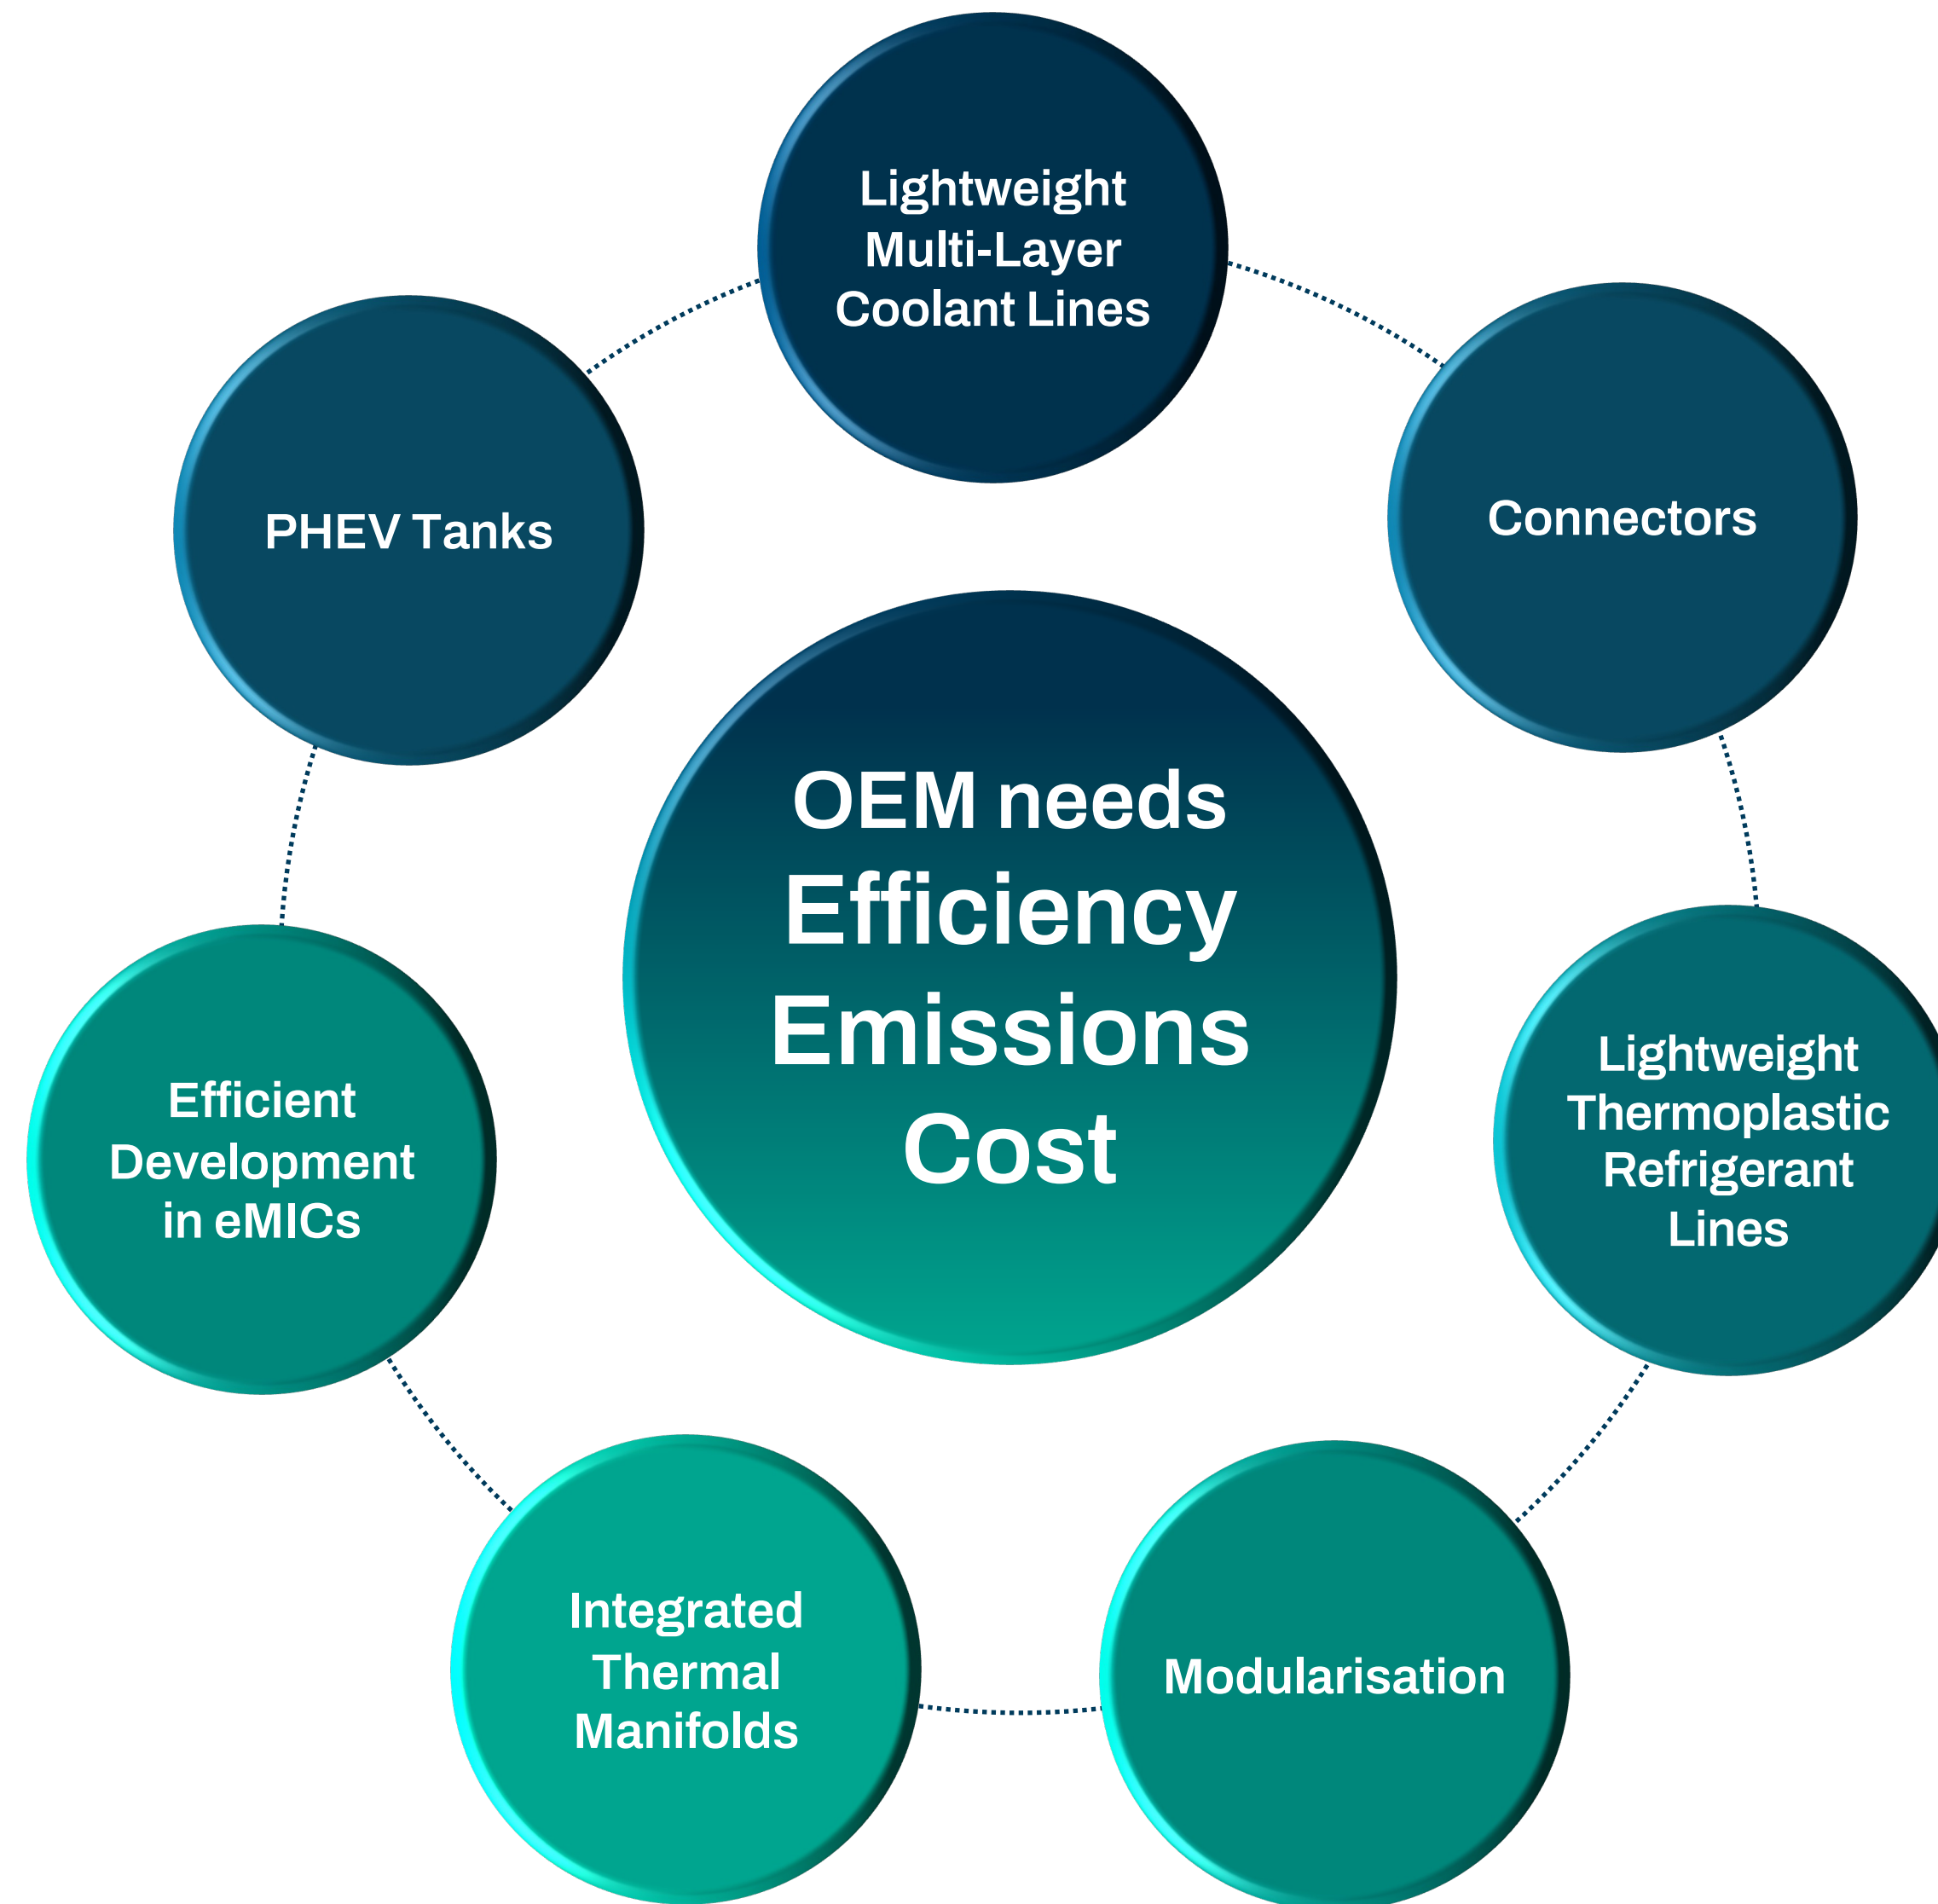 Lightweight
Multi-Layer
Coolant Lines
PHEV Tanks
Connectors
OEM needs
Efficiency
Emissions
Cost
Efficient
Development
in eMICs
Lightweight
Thermoplastic
Refrigerant
Lines
Integrated
Thermal
Manifolds
Modularisation